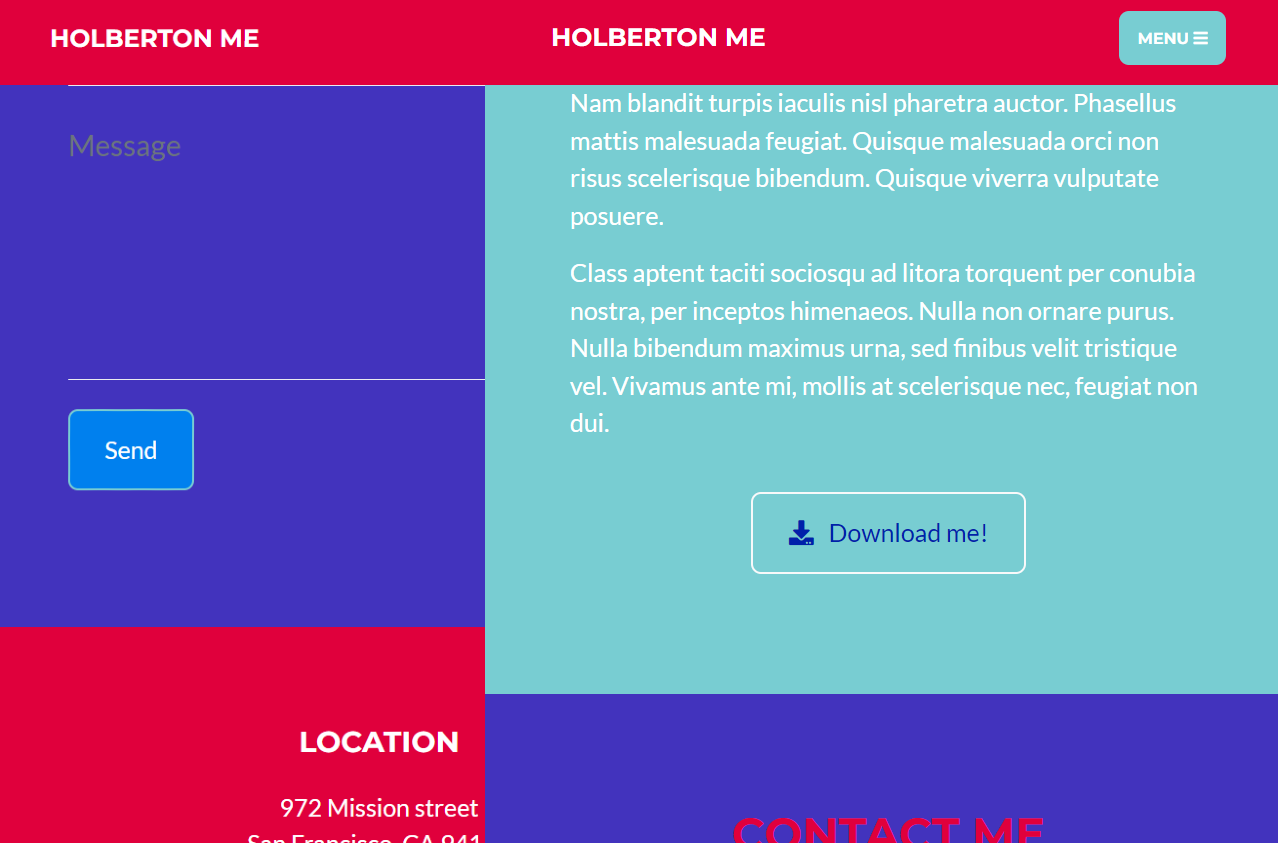 HOLBERTON ME
Message
Send
LOCATION
972 Mission street
San Francisco, CA 941
HOLBERTON ME
MENU
Nam blandit turpis iaculis nisl pharetra auctor. Phasellus
mattis malesuada feugiat. Quisque malesuada orci non
risus scelerisque bibendum. Quisque viverra vulputate
posuere.
Class aptent taciti sociosqu ad litora torquent per conubia
nostra, per inceptos himenaeos. Nulla non ornare purus.
Nulla bibendum maximus urna, sed finibus velit tristique
vel. Vivamus ante mi, mollis at scelerisque nec, feugiat non
dui.
Download me!
CONTACT ME